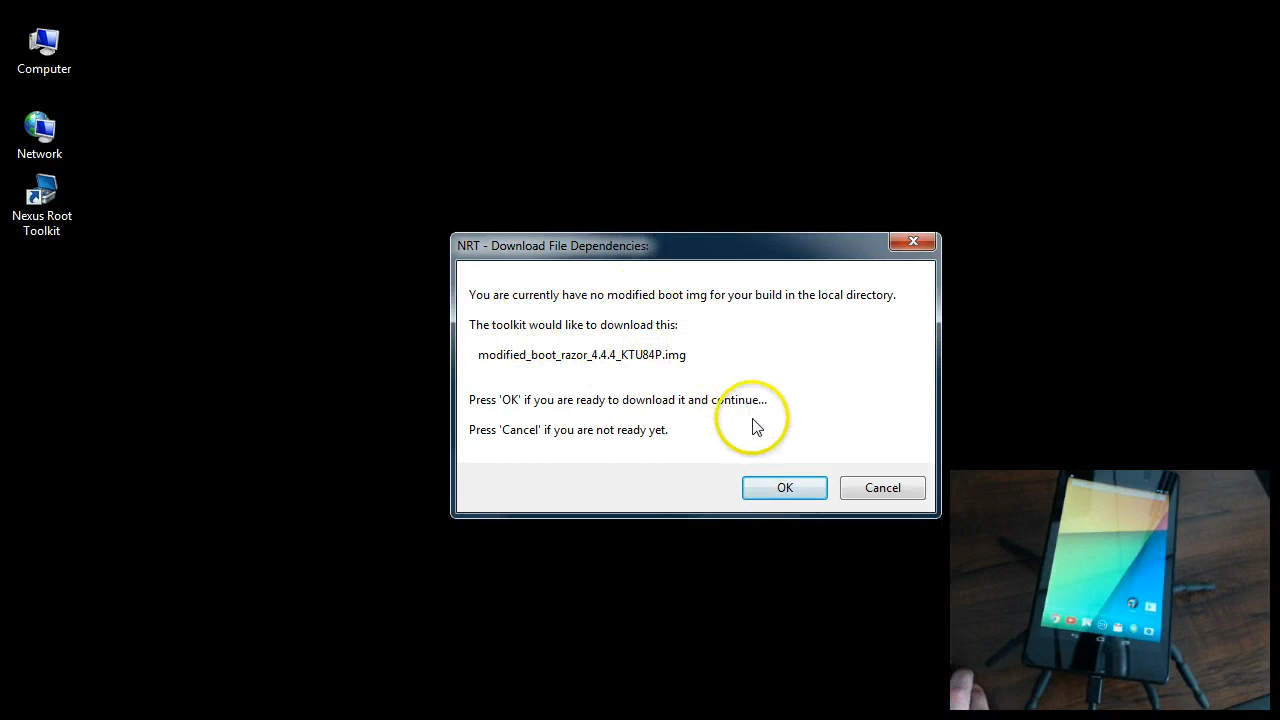 Computer
Network
Nexus Root
Toolkit
NRT - Download File Dependencies:
You are currently have no modified boot img for your build in the local directory.
The toolkit would like to download this:
modified_boot_razor_4.4.4_KTU84P.img
Press 'OK' if you are ready to download it and continue...
Press 'Cancel' if you are not ready yet.
OK
Cancel